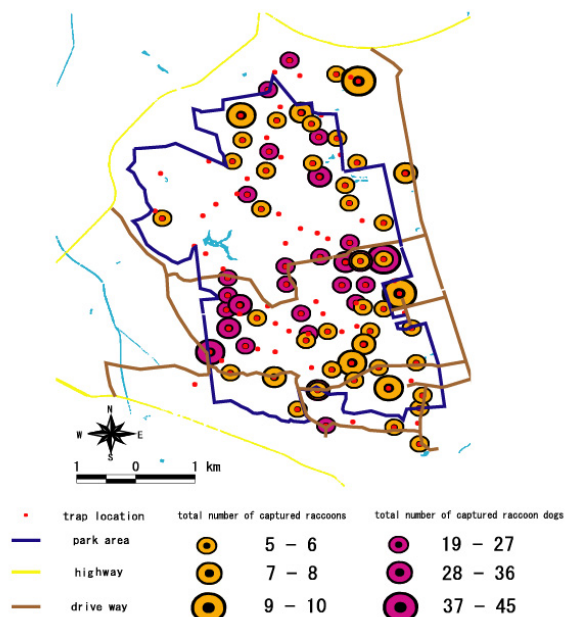 N
W E
S
1 0 1 km
trap location total number of captured raccoons total number of captured raccoon dogs
park area 5 - 6 19 - 27
highway 7 - 8 28 - 36
drive way 9 - 10 37 - 45